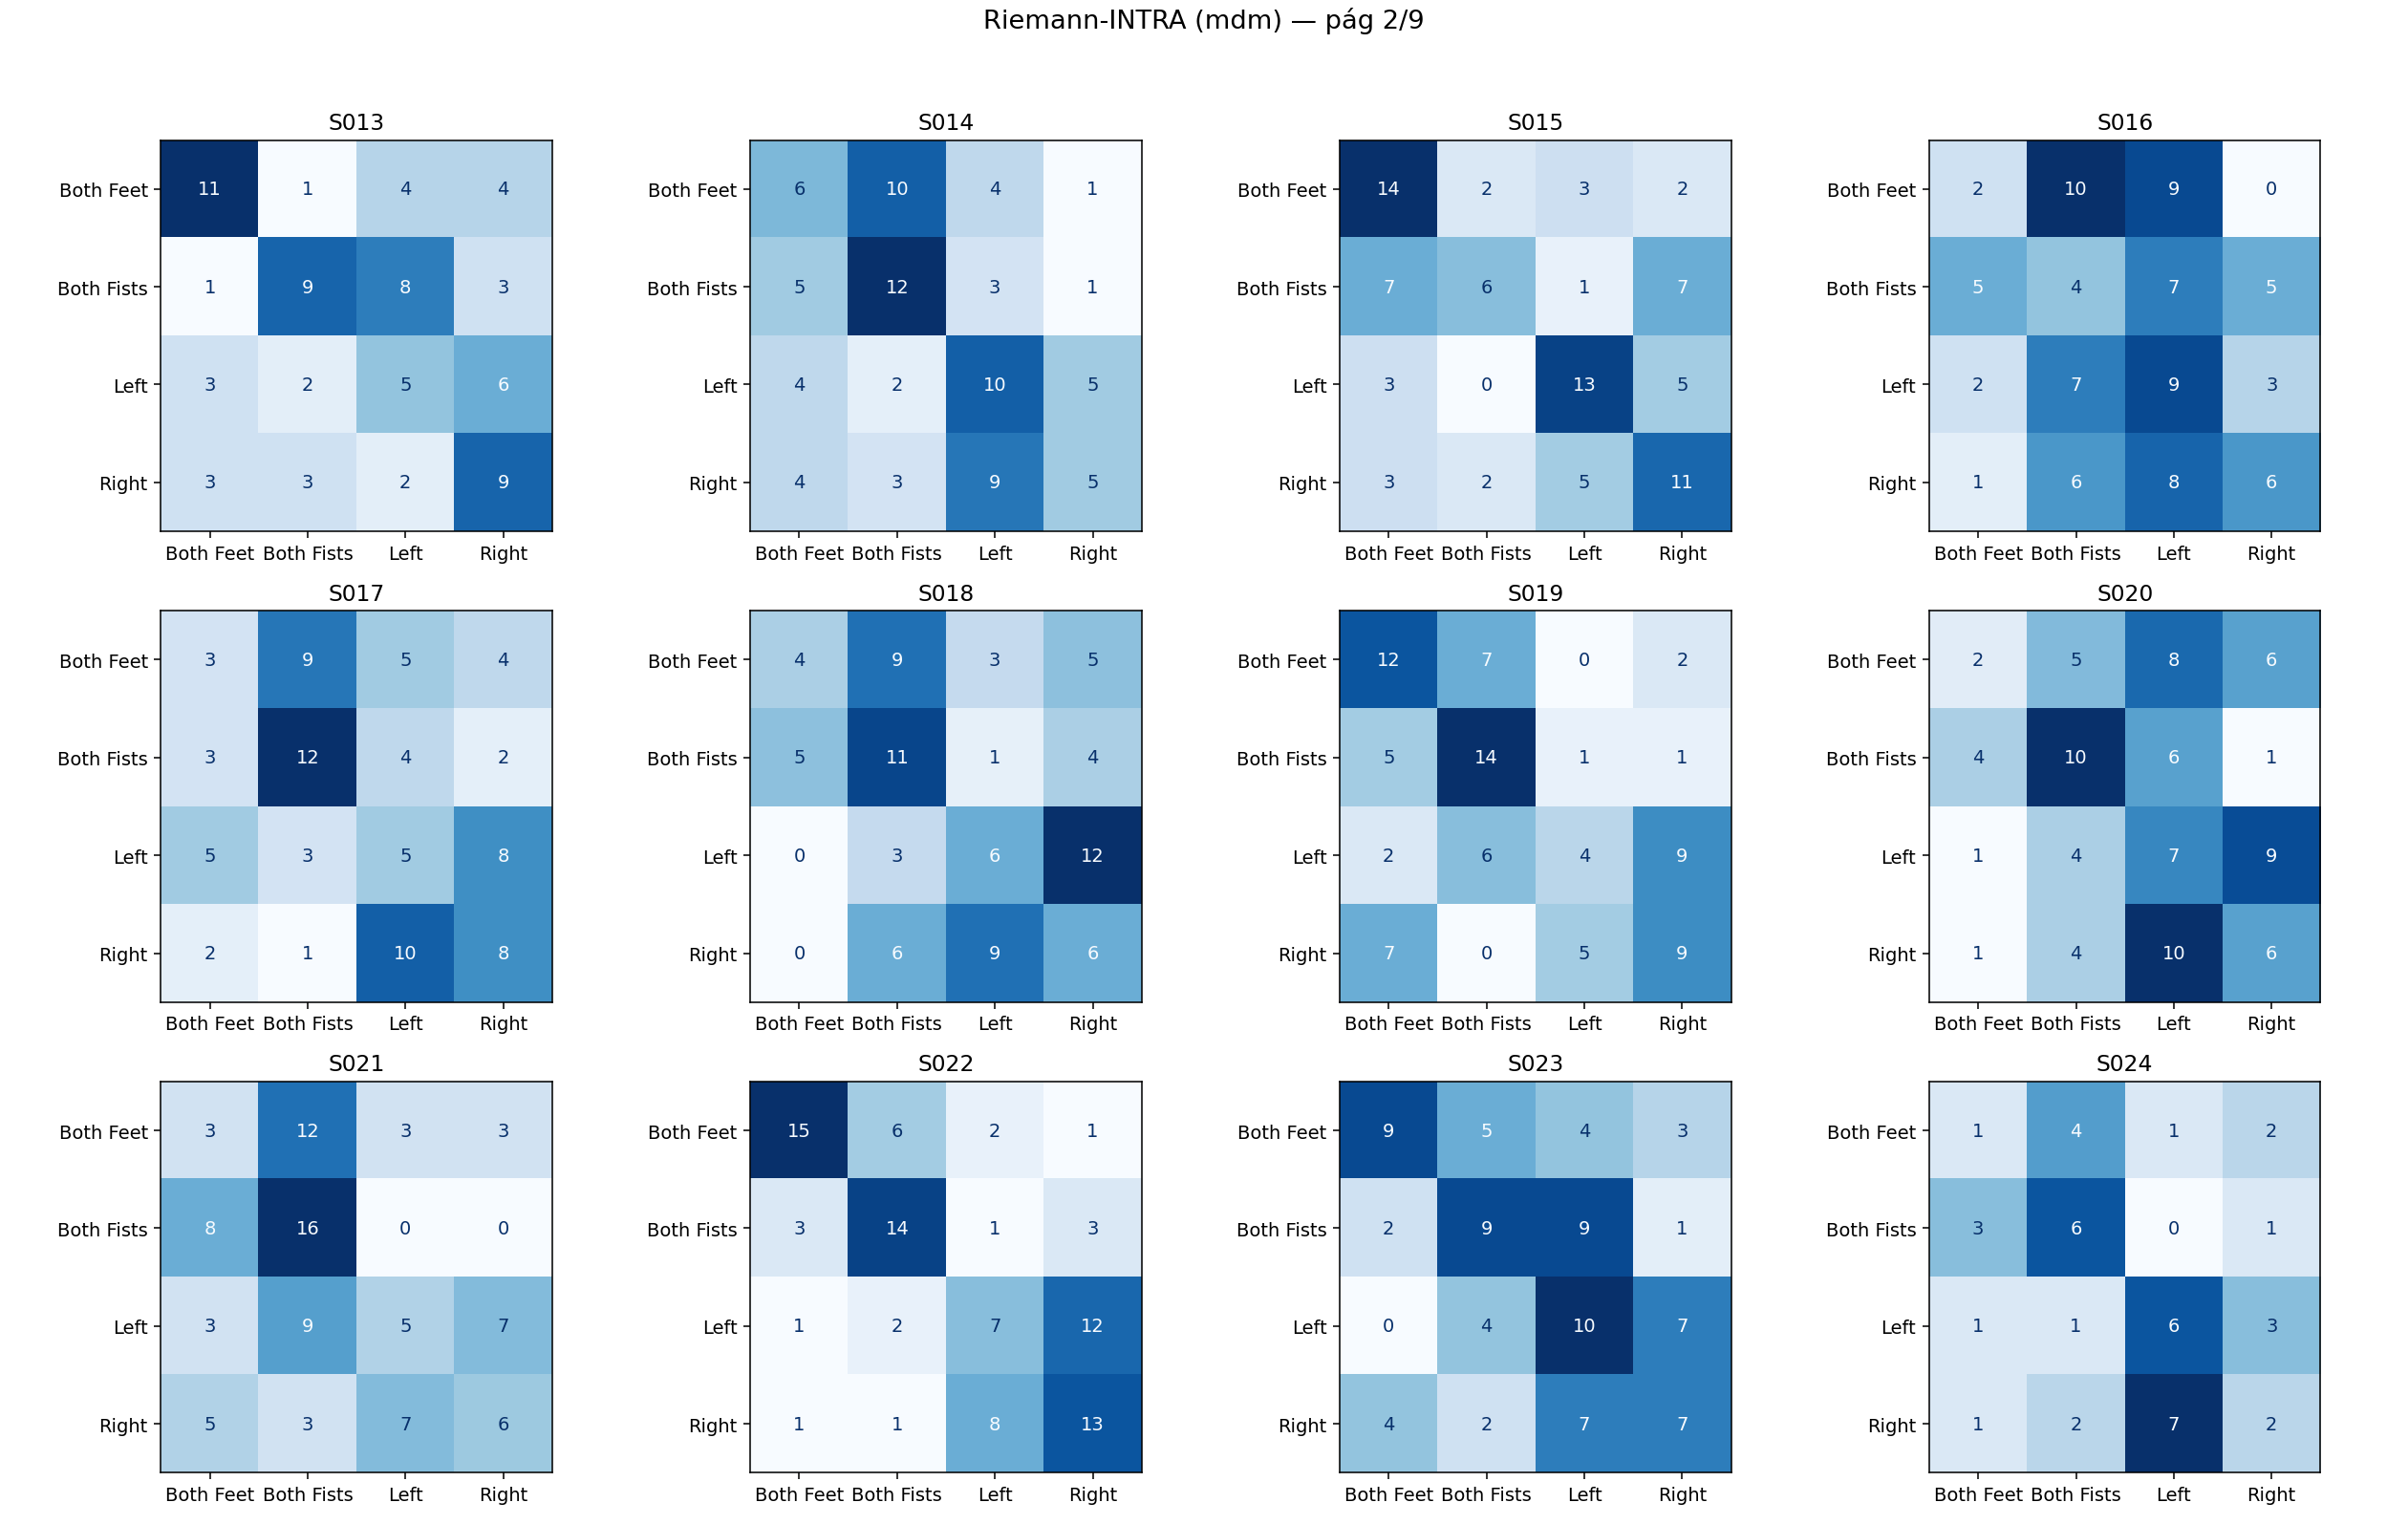 Riemann-INTRA (mdm) — pág 2/9
S013 S014 S015 S016
Both Feet 11 1 4 4 Both Feet 6 10 4 1 Both Feet 14 2 3 2 Both Feet 2 10 9 0
Both Fists 1 9 8 3 Both Fists 5 12 3 1 Both Fists 7 6 1 7 Both Fists 5 4 7 5
Left 3 2 5 6 Left 4 2 10 5 Left 3 0 13 5 Left 2 7 9 3
Right 3 3 2 9 Right 4 3 9 5 Right 3 2 5 11 Right 1 6 8 6
Both Feet Both Fists Left Right Both Feet Both Fists Left Right Both Feet Both Fists Left Right Both Feet Both Fists Left Right
S017 S018 S019 S020
Both Feet 3 9 5 4 Both Feet 4 9 3 5 Both Feet 12 7 0 2 Both Feet 2 5 8 6
Both Fists 3 12 4 2 Both Fists 5 11 1 4 Both Fists 5 14 1 1 Both Fists 4 10 6 1
Left 5 3 5 8 Left 0 3 6 12 Left 2 6 4 9 Left 1 4 7 9
Right 2 1 10 8 Right 0 6 9 6 Right 7 0 5 9 Right 1 4 10 6
Both Feet Both Fists Left Right Both Feet Both Fists Left Right Both Feet Both Fists Left Right Both Feet Both Fists Left Right
S021 S022 S023 S024
Both Feet 3 12 3 3 Both Feet 15 6 2 1 Both Feet 9 5 4 3 Both Feet 1 4 1 2
Both Fists 8 16 0 0 Both Fists 3 14 1 3 Both Fists 2 9 9 1 Both Fists 3 6 0 1
Left 3 9 5 7 Left 1 2 7 12 Left 0 4 10 7 Left 1 1 6 3
Right 5 3 7 6 Right 1 1 8 13 Right 4 2 7 7 Right 1 2 7 2
Both Feet Both Fists Left Right Both Feet Both Fists Left Right Both Feet Both Fists Left Right Both Feet Both Fists Left Right